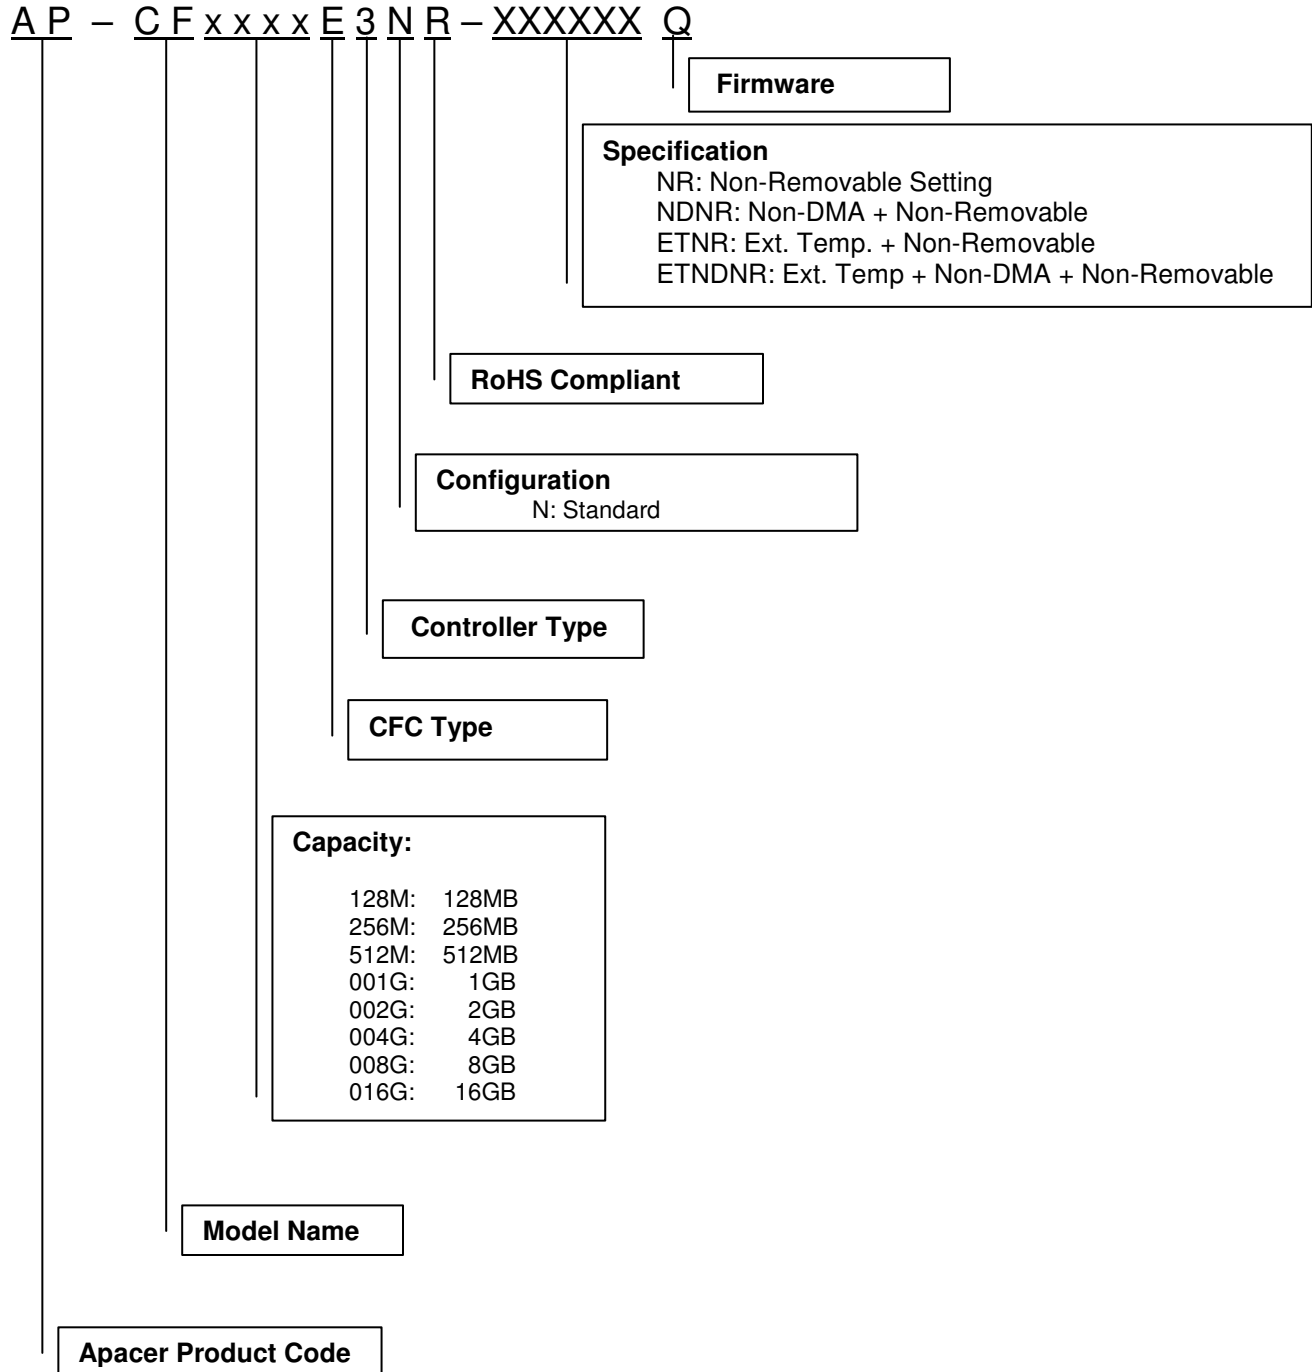 AP – CFxxxxE3NR – XXXXXX Q
Firmware
Specification
NR: Non-Removable Setting
NDNR: Non-DMA + Non-Removable
ETNR: Ext. Temp. + Non-Removable
ETNDNR: Ext. Temp + Non-DMA + Non-Removable
RoHS Compliant
Configuration
N: Standard
Controller Type
CFC Type
Capacity:
128M: 128MB
256M: 256MB
512M: 512MB
001G: 1GB
002G: 2GB
004G: 4GB
008G: 8GB
016G: 16GB
Model Name
Apacer Product Code